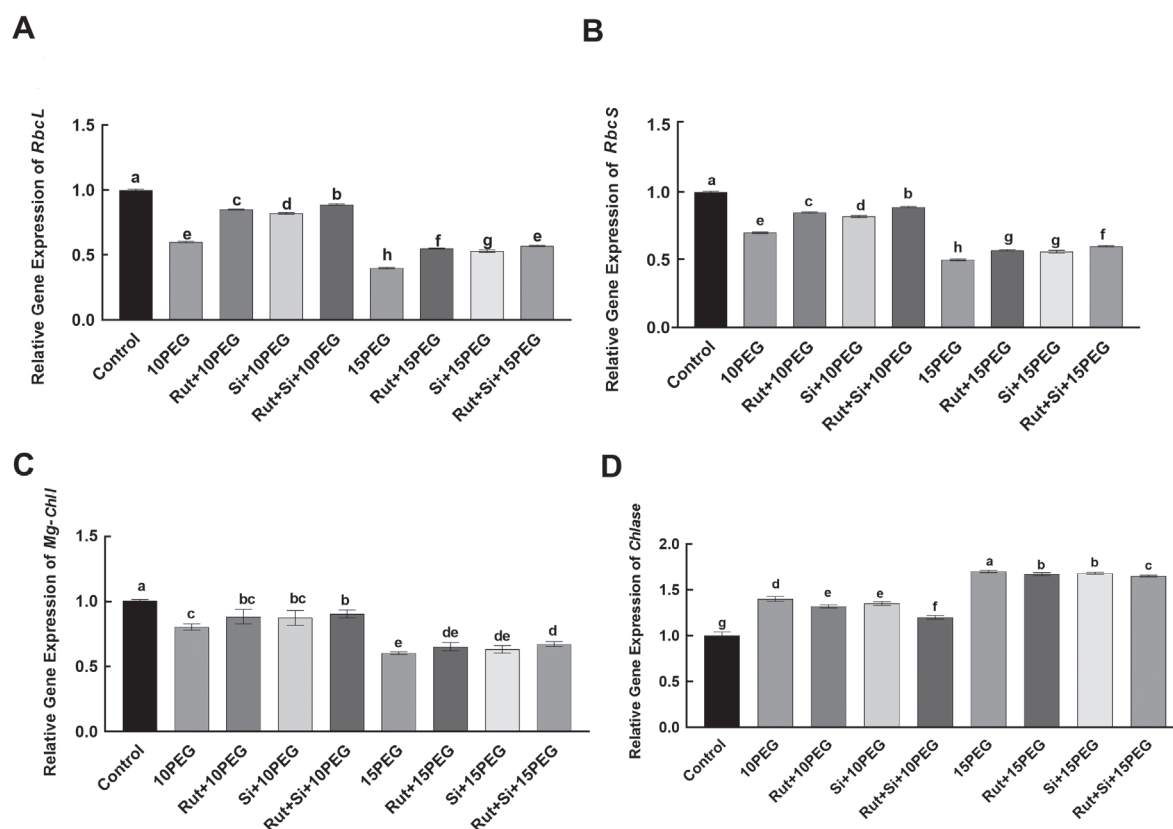 A
Relative Gene Expression of RbcL
1.5
1.0
0.5
0.0
a
e
c
d
b
h
f
g
e
Control
10PEG
Rut+10PEG
Si+10PEG
Rut+Si+10PEG
15PEG
Rut+15PEG
Si+15PEG
Rut+Si+15PEG
B
Relative Gene Expression of RbcS
1.5
1.0
0.5
0.0
a
e
c
d
b
h
g
g
f
Control
10PEG
Rut+10PEG
Si+10PEG
Rut+Si+10PEG
15PEG
Rut+15PEG
Si+15PEG
Rut+Si+15PEG
C
Relative Gene Expression of Mg-ChlI
1.5
1.0
0.5
0.0
a
c
bc
bc
b
e
de
de
d
Control
10PEG
Rut+10PEG
Si+10PEG
Rut+Si+10PEG
15PEG
Rut+15PEG
Si+15PEG
Rut+Si+15PEG
D
Relative Gene Expression of Chlase
2.0
1.5
1.0
0.5
0.0
g
d
e
e
f
a
b
b
c
Control
10PEG
Rut+10PEG
Si+10PEG
Rut+Si+10PEG
15PEG
Rut+15PEG
Si+15PEG
Rut+Si+15PEG